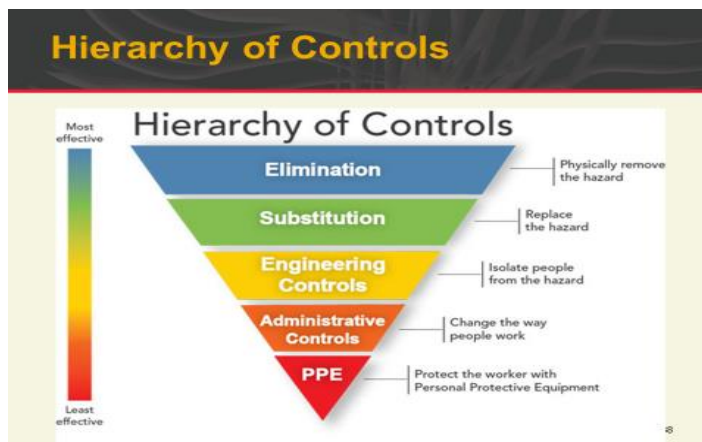 Hierarchy of Controls
Hierarchy of Controls
Most
effective
Elimination
Physically remove
the hazard
Substitution
Replace
the hazard
Engineering
Controls
Isolate people
from the hazard
Administrative
Controls
Change the way
people work
PPE
Protect the worker with
Personal Protective Equipment
Least
effective